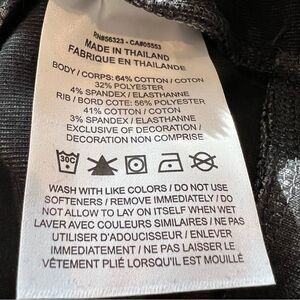 RN#56323 - CA#05553
MADE IN THAILAND
FABRIQUE EN THAILANDE
BODY / CORPS: 64% COTTON / COTON
32% POLYESTER
4% SPANDEX / ELASTHANNE
RIB / BORD COTE: 56% POLYESTER
41% COTTON / COTON
3% SPANDEX / ELASTHANNE
EXCLUSIVE OF DECORATION /
DECORATION NON COMPRISE
30C
WASH WITH LIKE COLORS / DO NOT USE
SOFTENERS / REMOVE IMMEDIATELY / DO
NOT ALLOW TO LAY ON ITSELF WHEN WET
LAVER AVEC COULEURS SIMILAIRES / NE PAS
UTILISER D'ADOUCISSEUR / ENLEVER
IMMEDIATEMENT / NE PAS LAISSER LE
VÊTEMENT PLIÉ LORSQU'IL EST MOUILLÉ